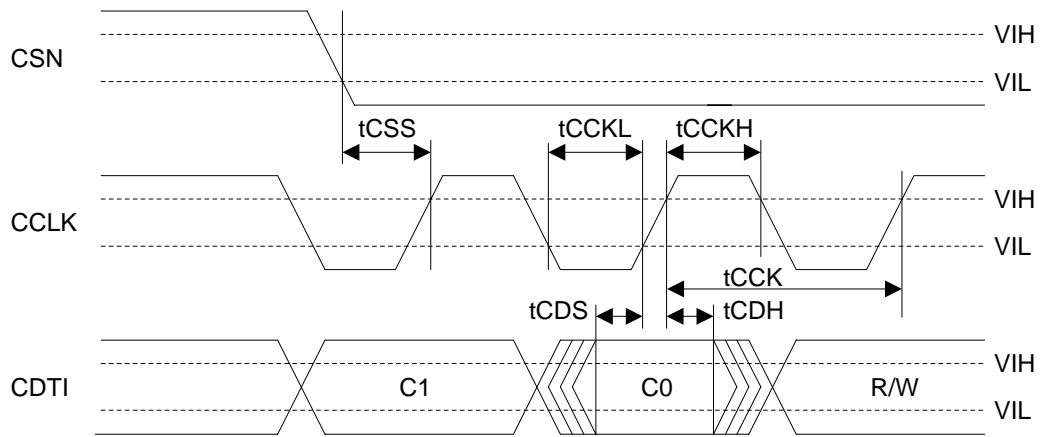 CSN
VIH
VIL
tCSS
tCCKL
tCCKH
CCLK
VIH
VIL
tCCK
tCDS
tCDH
CDTI
C1
C0
R/W
VIH
VIL